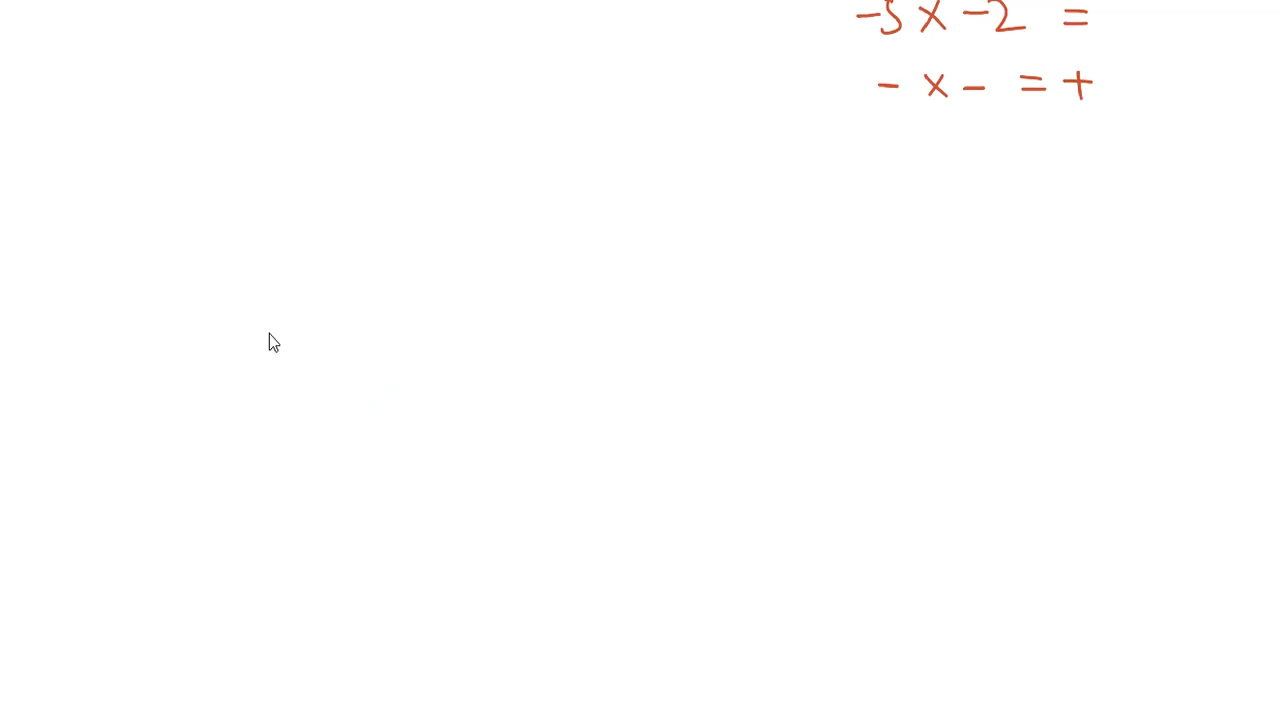 -5 x -2 =
- x - = +